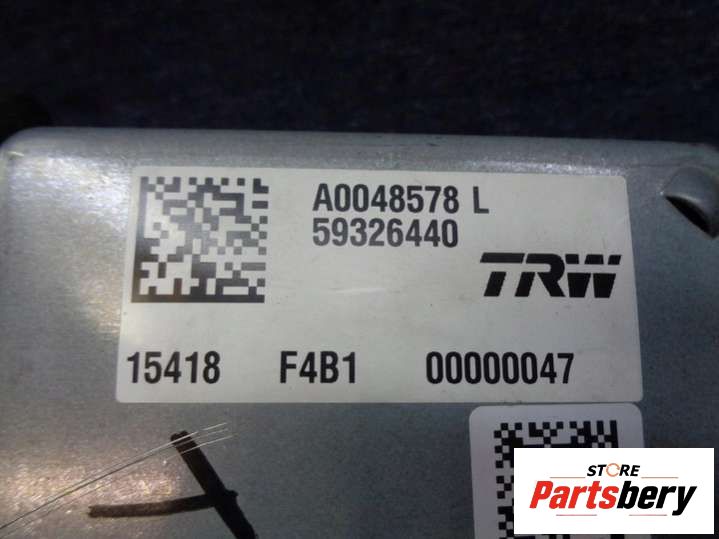 A0048578 L
59326440
TRW
15418 F4B1 00000047
STORE
Partsbery